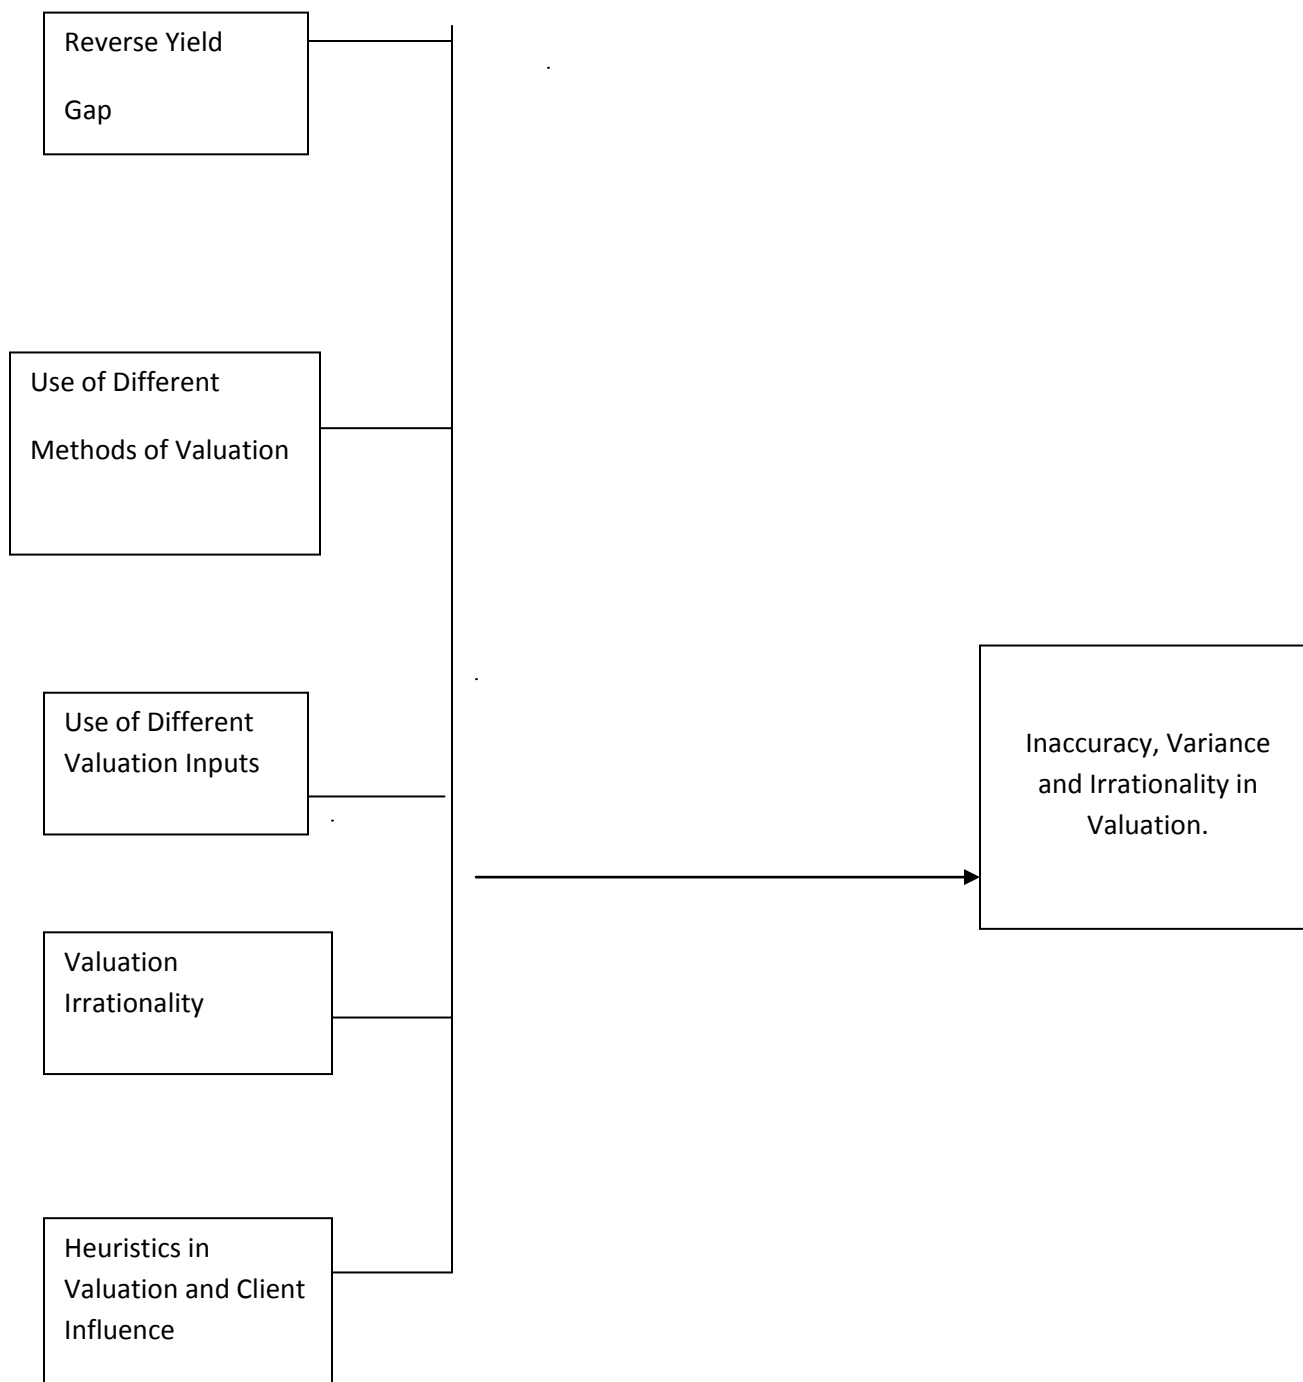 Reverse Yield
Gap
Use of Different
Methods of Valuation
Use of Different
Valuation Inputs
Inaccuracy, Variance
and Irrationality in
Valuation.
Valuation
Irrationality
Heuristics in
Valuation and Client
Influence